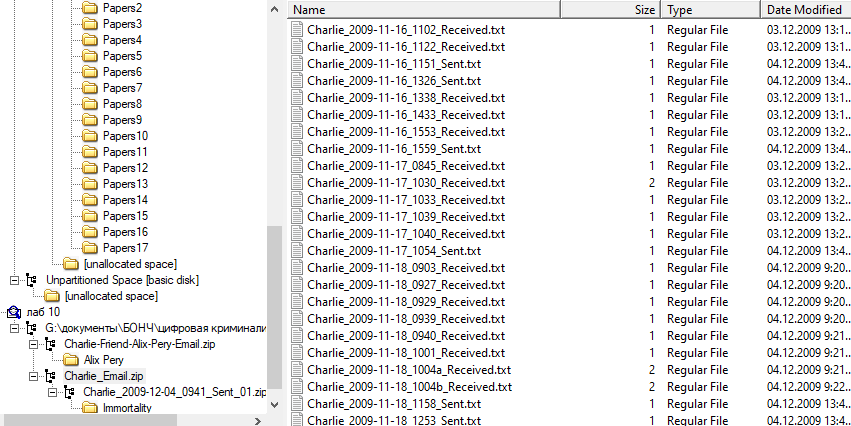 Papers2
Papers3
Papers4
Papers5
Papers6
Papers7
Papers8
Papers9
Papers10
Papers11
Papers12
Papers13
Papers14
Papers15
Papers16
Papers17
[unallocated space]
Unpartitioned Space [basic disk]
[unallocated space]
лаб 10
G:\документы\БОНЧ\цифровая криминали
Charlie-Friend-Alix-Pery-Email.zip
Alix Pery
Charlie_Email.zip
Charlie_2009-12-04_0941_Sent_01.zip
Immortality
Name Size Type Date Modified
Charlie_2009-11-16_1102_Received.txt 1 Regular File 03.12.2009 13:1...
Charlie_2009-11-16_1122_Received.txt 1 Regular File 03.12.2009 13:1...
Charlie_2009-11-16_1151_Sent.txt 1 Regular File 04.12.2009 13:4...
Charlie_2009-11-16_1326_Sent.txt 1 Regular File 04.12.2009 13:4...
Charlie_2009-11-16_1338_Received.txt 1 Regular File 03.12.2009 13:1...
Charlie_2009-11-16_1433_Received.txt 1 Regular File 03.12.2009 13:1...
Charlie_2009-11-16_1553_Received.txt 1 Regular File 03.12.2009 13:2...
Charlie_2009-11-16_1559_Sent.txt 1 Regular File 04.12.2009 13:4...
Charlie_2009-11-17_0845_Received.txt 1 Regular File 03.12.2009 13:2...
Charlie_2009-11-17_1030_Received.txt 2 Regular File 03.12.2009 13:2...
Charlie_2009-11-17_1033_Received.txt 1 Regular File 03.12.2009 13:2...
Charlie_2009-11-17_1039_Received.txt 1 Regular File 03.12.2009 13:2...
Charlie_2009-11-17_1040_Received.txt 1 Regular File 03.12.2009 13:2...
Charlie_2009-11-17_1054_Sent.txt 1 Regular File 04.12.2009 13:4...
Charlie_2009-11-18_0903_Received.txt 1 Regular File 04.12.2009 9:20...
Charlie_2009-11-18_0927_Received.txt 1 Regular File 04.12.2009 9:20...
Charlie_2009-11-18_0929_Received.txt 1 Regular File 04.12.2009 9:20...
Charlie_2009-11-18_0939_Received.txt 1 Regular File 04.12.2009 9:20...
Charlie_2009-11-18_0940_Received.txt 1 Regular File 04.12.2009 9:21...
Charlie_2009-11-18_1001_Received.txt 1 Regular File 04.12.2009 9:21...
Charlie_2009-11-18_1004a_Received.txt 2 Regular File 04.12.2009 9:21...
Charlie_2009-11-18_1004b_Received.txt 2 Regular File 04.12.2009 9:22...
Charlie_2009-11-18_1158_Sent.txt 1 Regular File 04.12.2009 13:4...
Charlie_2009-11-18_1253_Sent.txt 1 Regular File 04.12.2009 13:4...